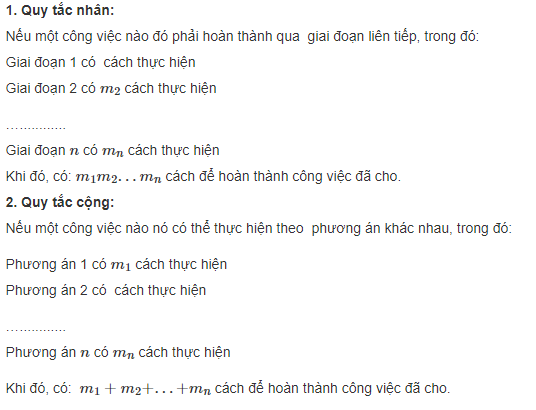 1. Quy tắc nhân:
Nếu một công việc nào đó phải hoàn thành qua giai đoạn liên tiếp, trong đó:
Giai đoạn 1 có cách thực hiện
Giai đoạn 2 có m₂ cách thực hiện
...............
Giai đoạn n có mₙ cách thực hiện
Khi đó, có: m₁m₂...mₙ cách để hoàn thành công việc đã cho.
2. Quy tắc cộng:
Nếu một công việc nào nó có thể thực hiện theo phương án khác nhau, trong đó:
Phương án 1 có m₁ cách thực hiện
Phương án 2 có cách thực hiện
...............
Phương án n có mₙ cách thực hiện
Khi đó, có: m₁ + m₂+...+mₙ cách để hoàn thành công việc đã cho.